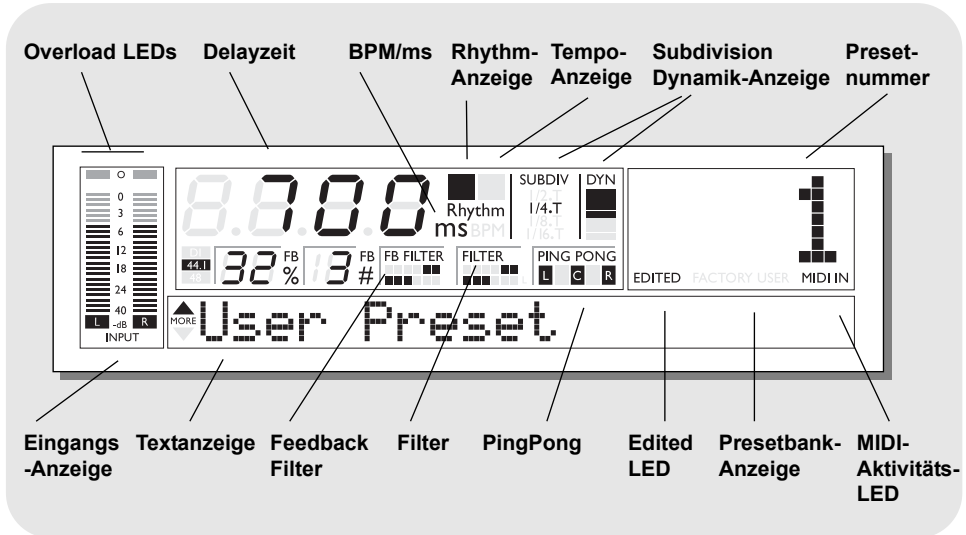 Overload LEDs Delayzeit BPM/ms Rhythm- Tempo- Subdivision Preset-
Anzeige Anzeige Dynamik-Anzeige nummer
0
3
6
12
18
24
40
L -dB R
INPUT
8.8.700
ms BPM
Rhythm
SUBDIV
1/2.T
1/4.T
1/8.T
1/16.T
DYN
1
DI
44.1
48
32 FB %
13 FB #
FB FILTER
FILTER
L
PING PONG
L C R
EDITED FACTORY USER MIDI IN
MORE
User Preset
Eingangs Textanzeige Feedback Filter PingPong Edited Presetbank- MIDI-
-Anzeige Filter LED Anzeige Aktivitäts-
LED